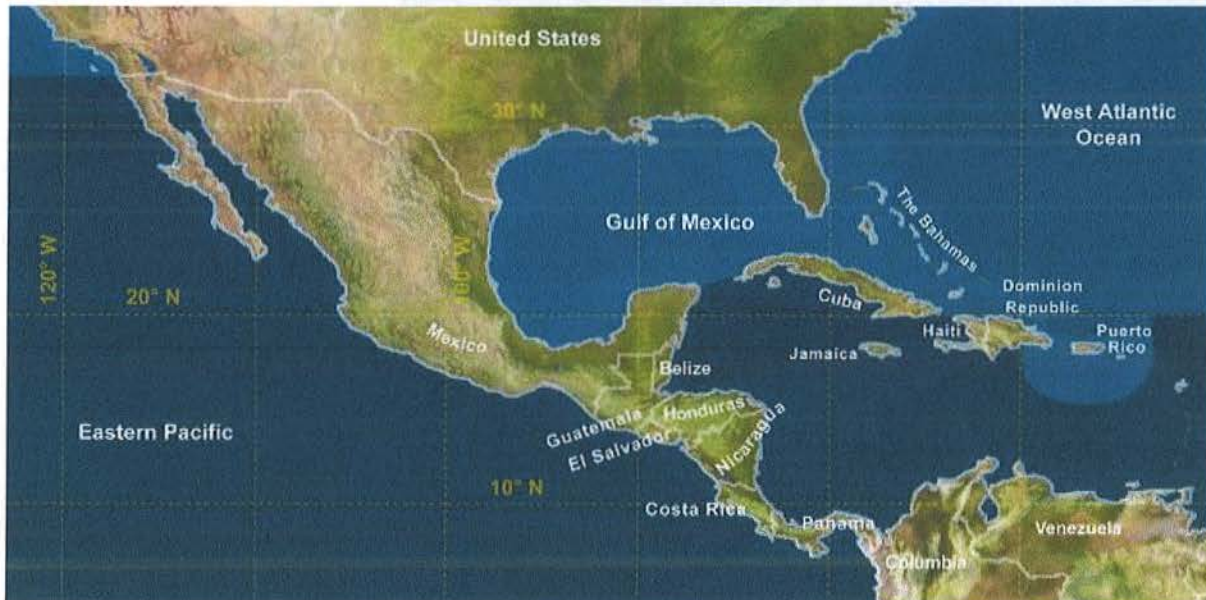 United States
30° N
West Atlantic
Ocean
Gulf of Mexico
The Bahamas
120° W
100° W
20° N
Cuba
Dominion
Republic
Mexico
Haiti
Puerto
Rico
Jamaica
Belize
Eastern Pacific
Guatemala
Honduras
El Salvador
Nicaragua
10° N
Costa Rica
Panama
Venezuela
Columbia